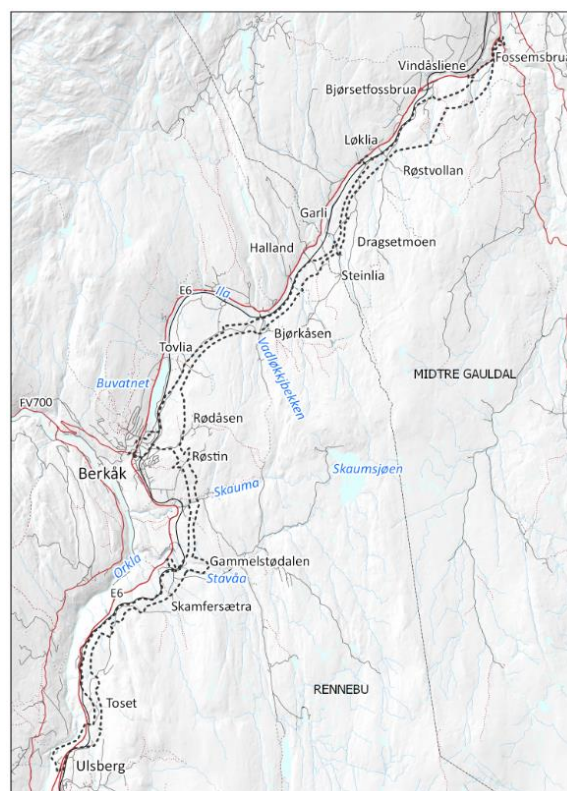 Vindåsliene
Fossemsbrua
Bjørsetfossbrua
Løklia
Røstvollan
Garli
Halland
Dragsetmoen
Steinlia
E6
Ila
Bjørkåsen
Tovlia
Vadløkkjbekken
MIDTRE GAULDAL
Buvatnet
FV700
Rødåsen
Røstin
Berkåk
Skaumsjøen
Skauma
Orkla
Gammelstødalen
Stavåa
E6
Skamfersætra
RENNEBU
Toset
Ulsberg